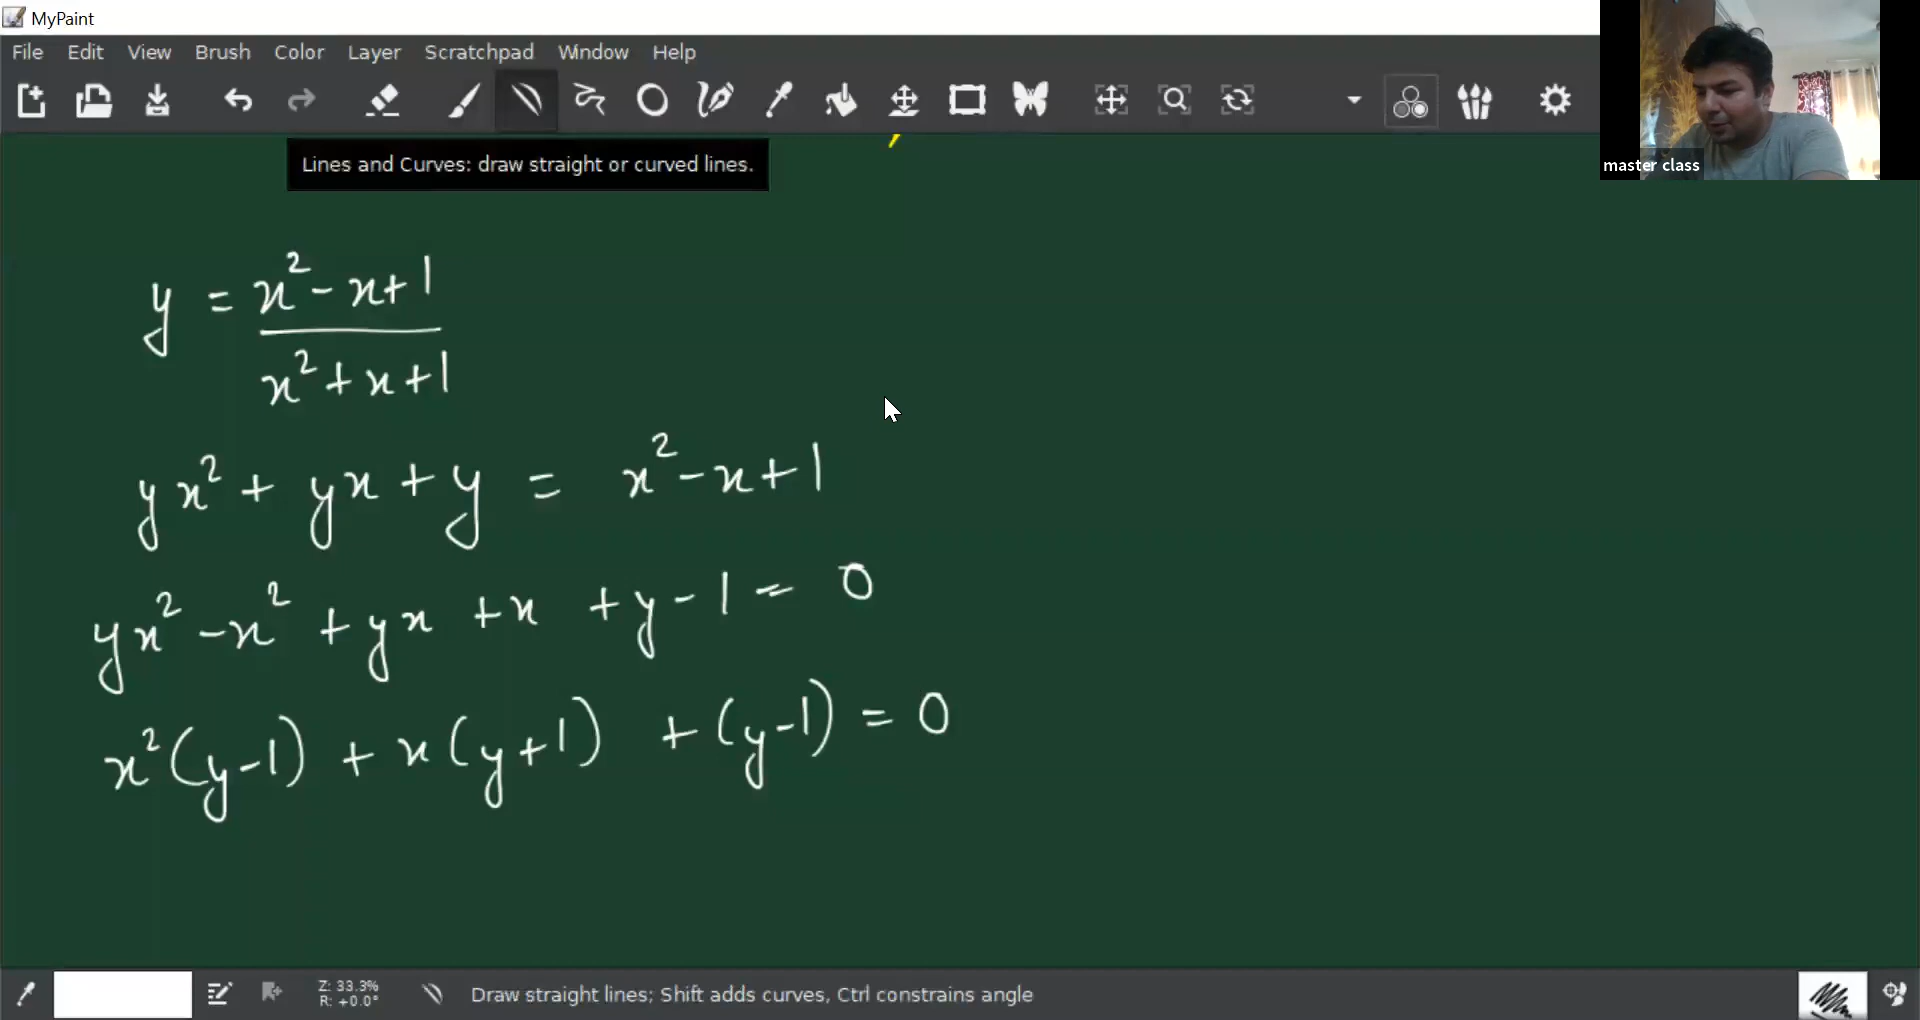 MyPaint
File Edit View Brush Color Layer Scratchpad Window Help
master class
Lines and Curves: draw straight or curved lines.
y = x² - x + 1
x² + x + 1
yx² + yx + y = x² - x + 1
yx² - x² + yx + x + y - 1 = 0
x²(y-1) + x(y+1) + (y-1) = 0
Z: 33.3%
R: +0.0°
Draw straight lines; Shift adds curves, Ctrl constrains angle